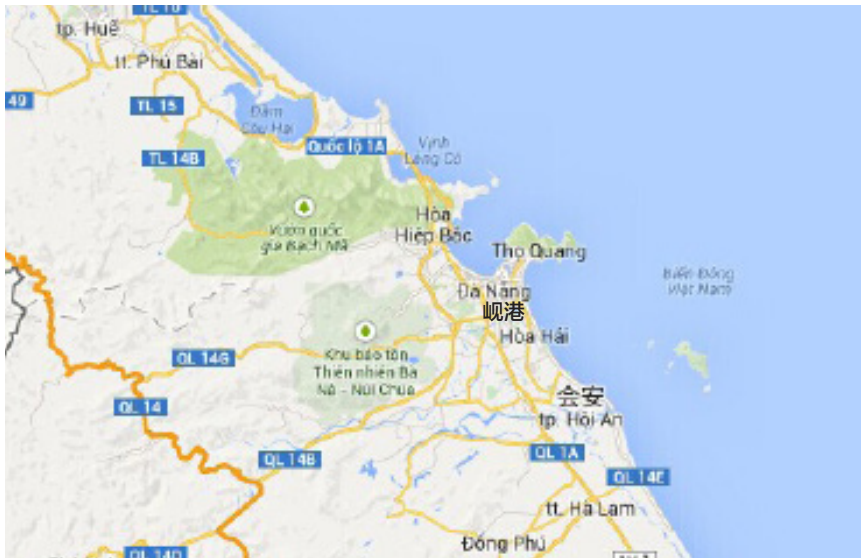 TL 10
tp. Huế
tt. Phú Bài
49
TL 15
Đầm
Cầu Hai
Vịnh
Lăng Cô
Quốc lộ 1A
TL 14B
Hòa
Hiệp Bắc
Vườn quốc
gia Bạch Mã
Thọ Quang
Biển Đông
Việt Nam
Đà Nẵng
岘港
Hòa Hải
QL 14G
Khu bảo tồn
Thiên nhiên Bà
Nà - Núi Chúa
QL 14
会安
tp. Hội An
QL 14B
QL 1A
QL 14E
tt. Hà Lam
Đông Phú
QL 14D